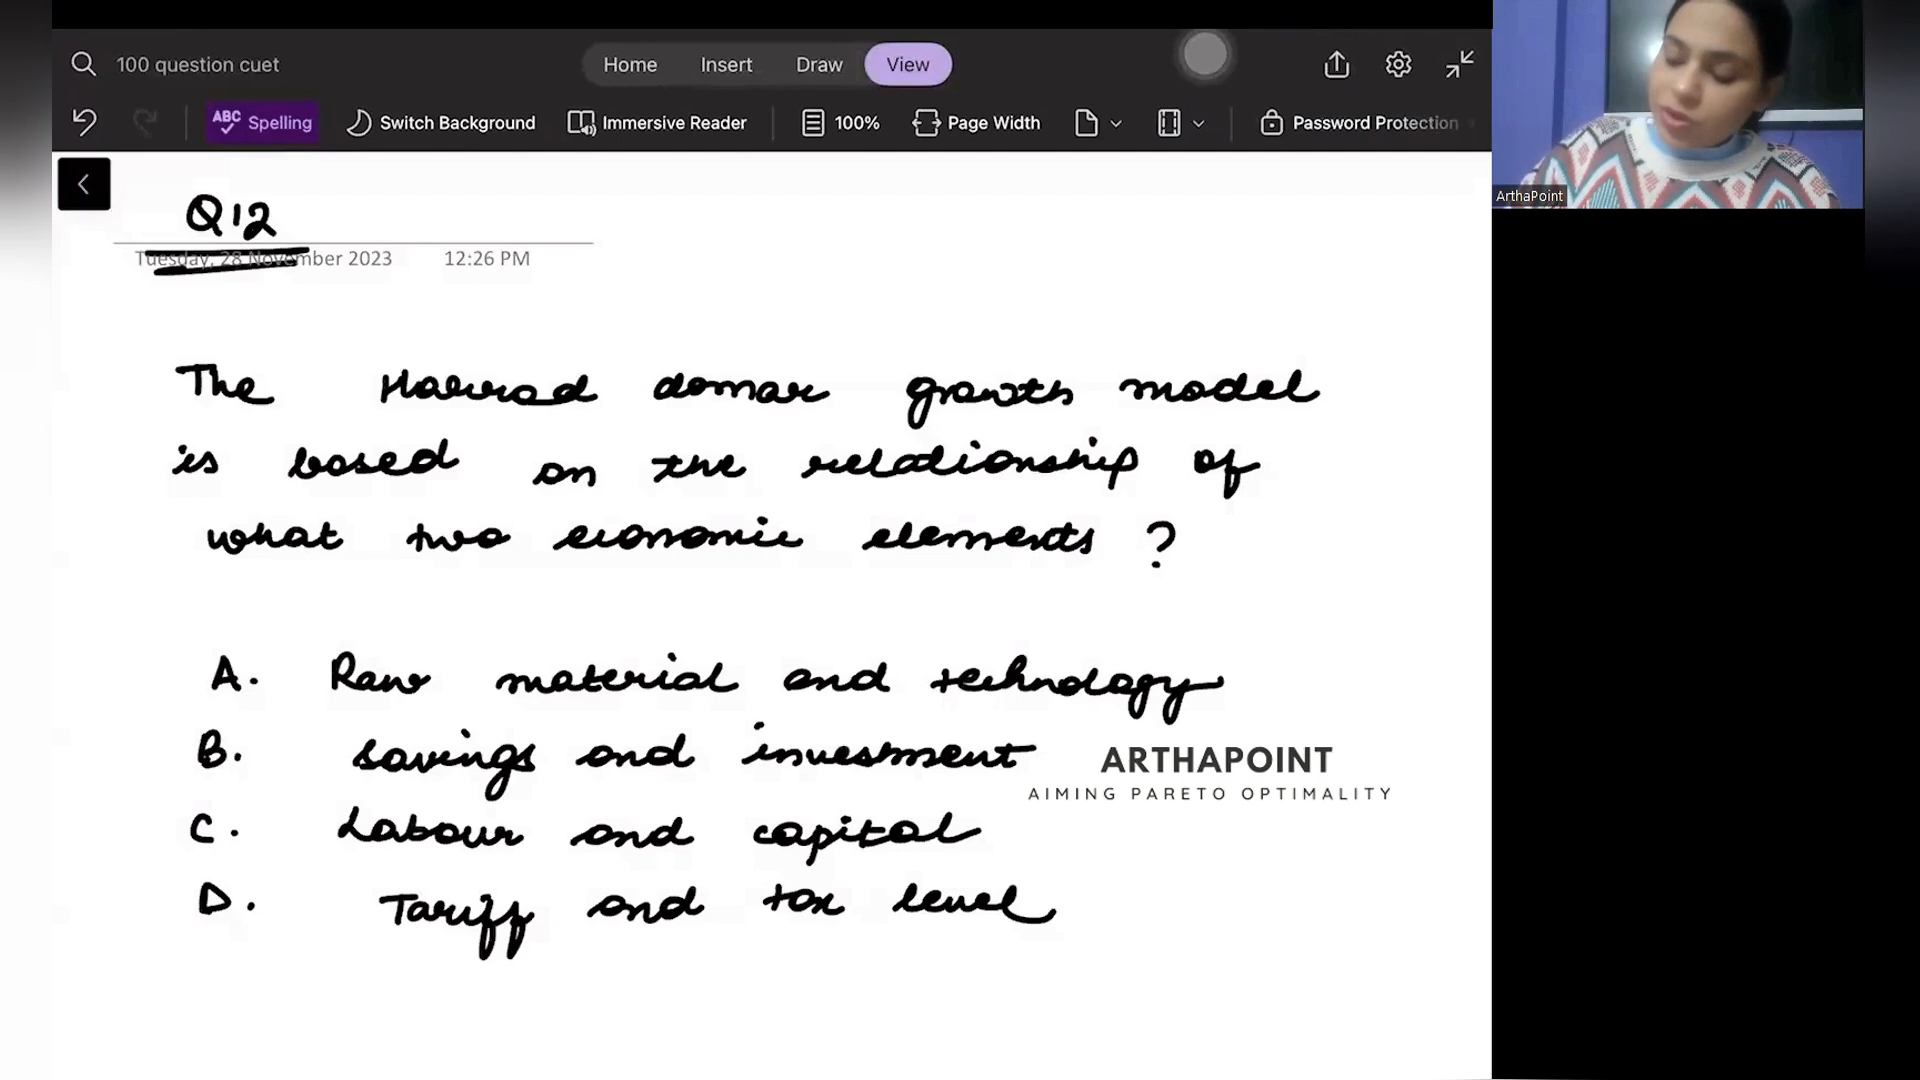 100 question cuet
Home Insert Draw View
ABC Spelling Switch Background Immersive Reader 100% Page Width Password Protection
ArthaPoint
Q12
Tuesday, 28 November 2023 12:26 PM
The Harrod domar growth model
is based on the relationship of
what two economic elements ?
A. Raw material and technology
B. savings and investment
ARTHAPOINT
AIMING PARETO OPTIMALITY
C. Labour and capital
D. Tariff and tax level